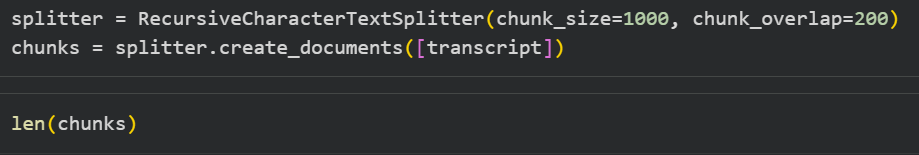 splitter = RecursiveCharacterTextSplitter(chunk_size=1000, chunk_overlap=200)
chunks = splitter.create_documents([transcript])
len(chunks)